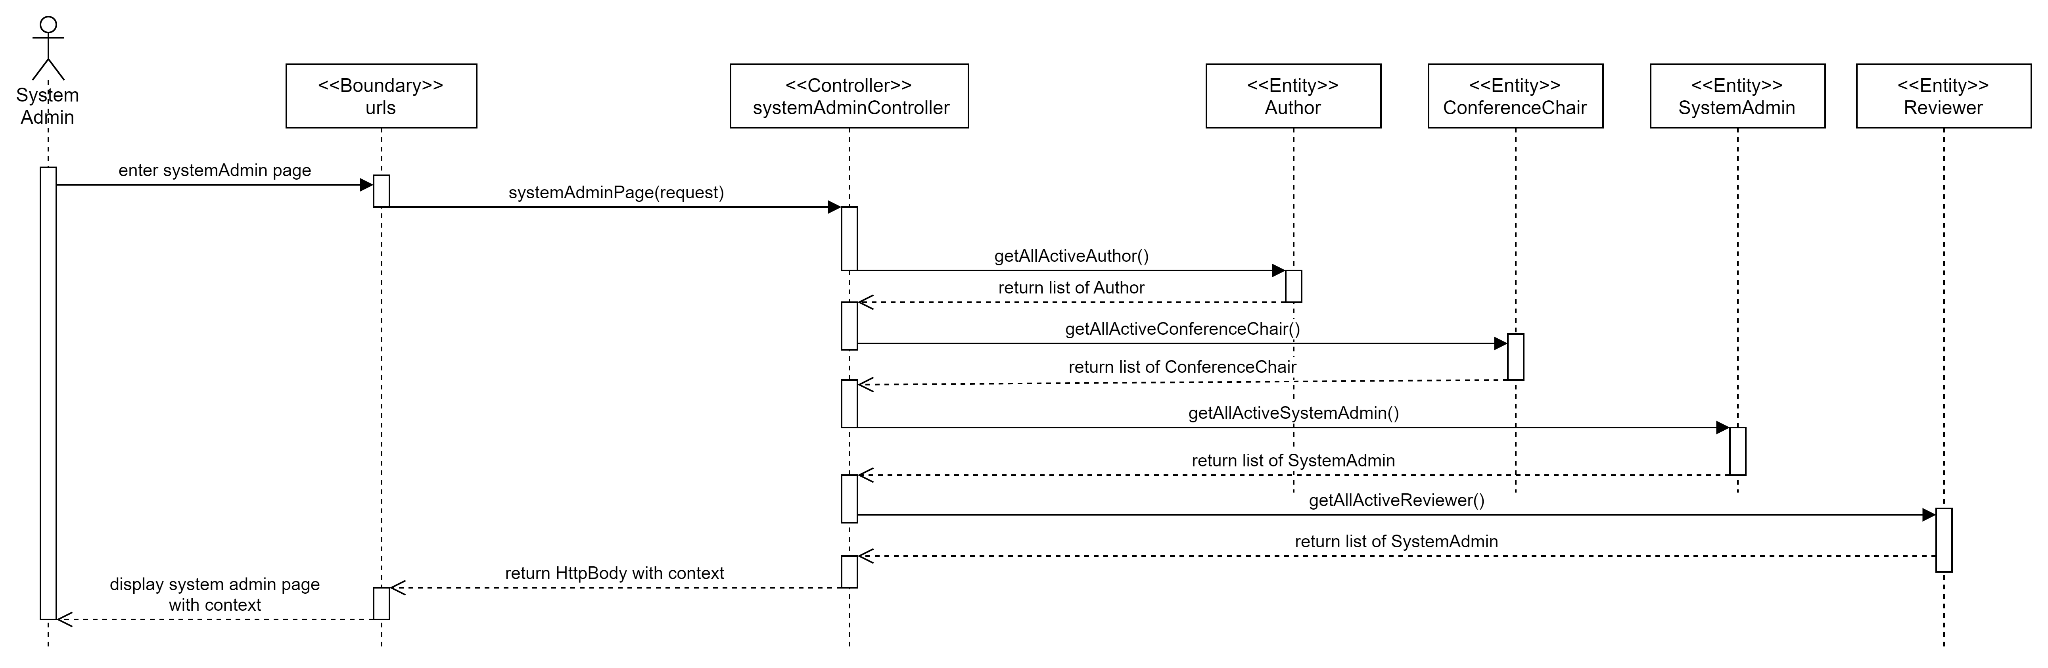 System
Admin
<<Boundary>>
urls
<<Controller>>
systemAdminController
<<Entity>>
Author
<<Entity>>
ConferenceChair
<<Entity>>
SystemAdmin
<<Entity>>
Reviewer
enter systemAdmin page
systemAdminPage(request)
getAllActiveAuthor()
return list of Author
getAllActiveConferenceChair()
return list of ConferenceChair
getAllActiveSystemAdmin()
return list of SystemAdmin
getAllActiveReviewer()
return list of SystemAdmin
return HttpBody with context
display system admin page
with context